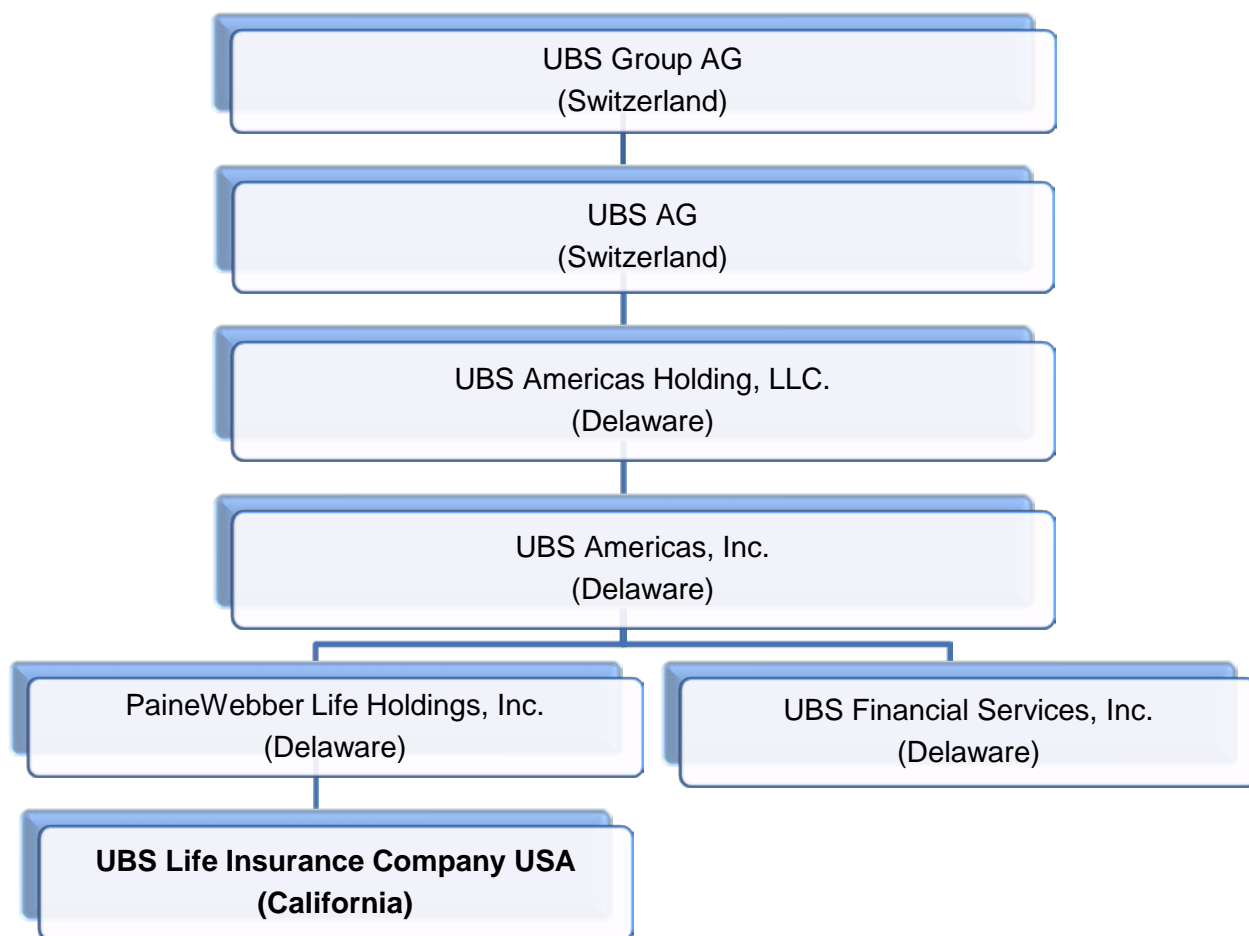 UBS Group AG
(Switzerland)
UBS AG
(Switzerland)
UBS Americas Holding, LLC.
(Delaware)
UBS Americas, Inc.
(Delaware)
PaineWebber Life Holdings, Inc.
(Delaware)
UBS Financial Services, Inc.
(Delaware)
UBS Life Insurance Company USA
(California)